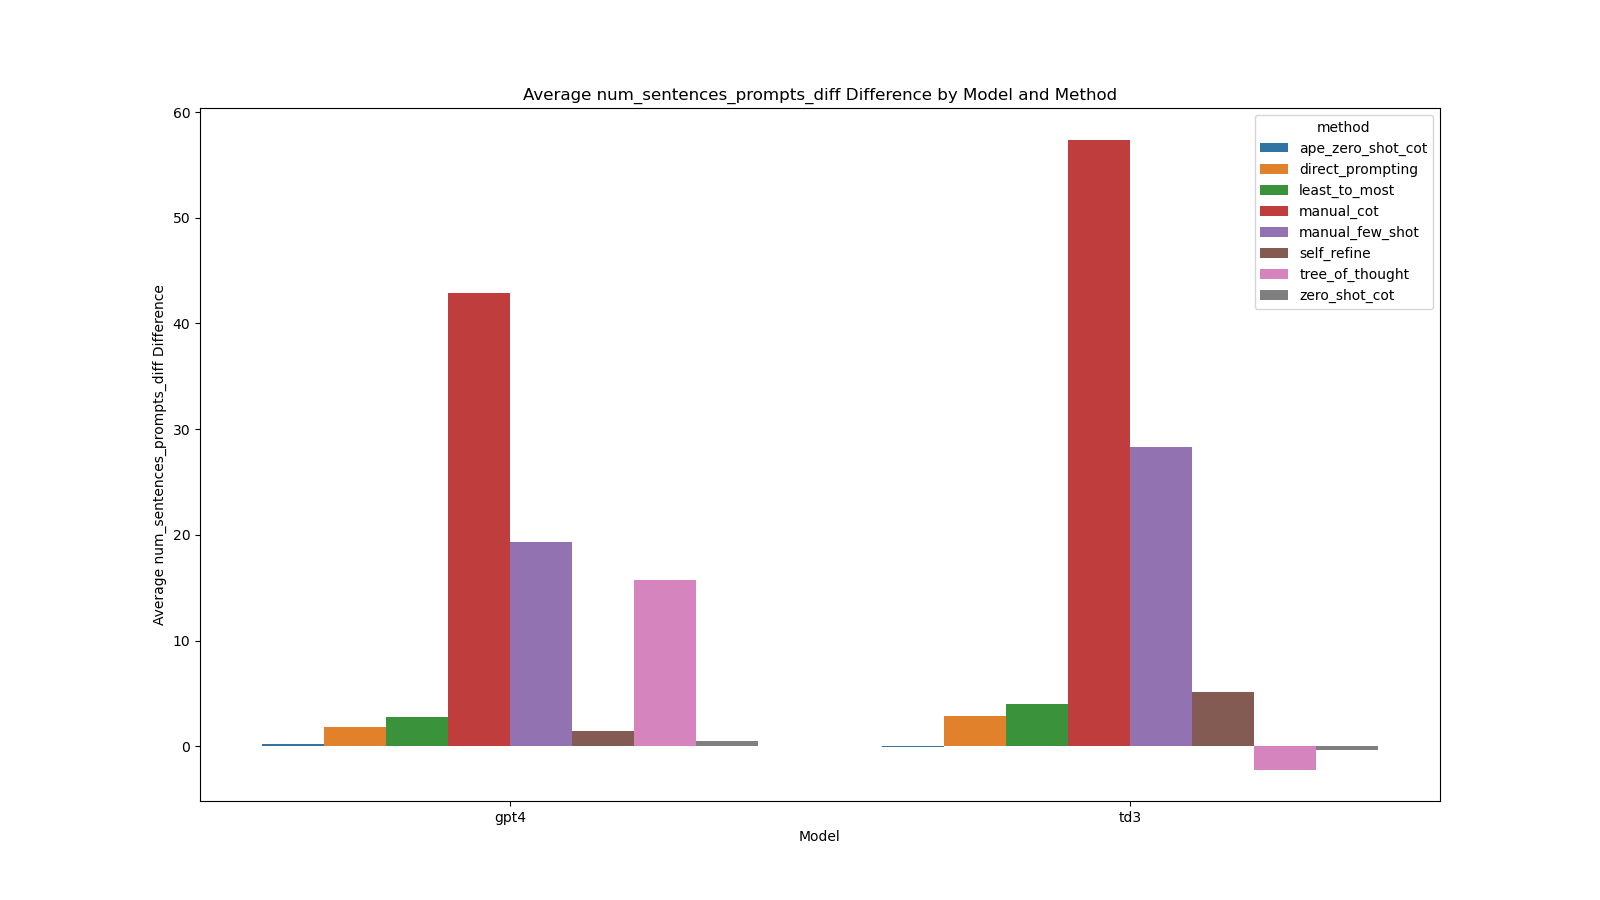 Average num_sentences_prompts_diff Difference by Model and Method
Average num_sentences_prompts_diff Difference
60
50
40
30
20
10
0
method
ape_zero_shot_cot
direct_prompting
least_to_most
manual_cot
manual_few_shot
self_refine
tree_of_thought
zero_shot_cot
gpt4
td3
Model